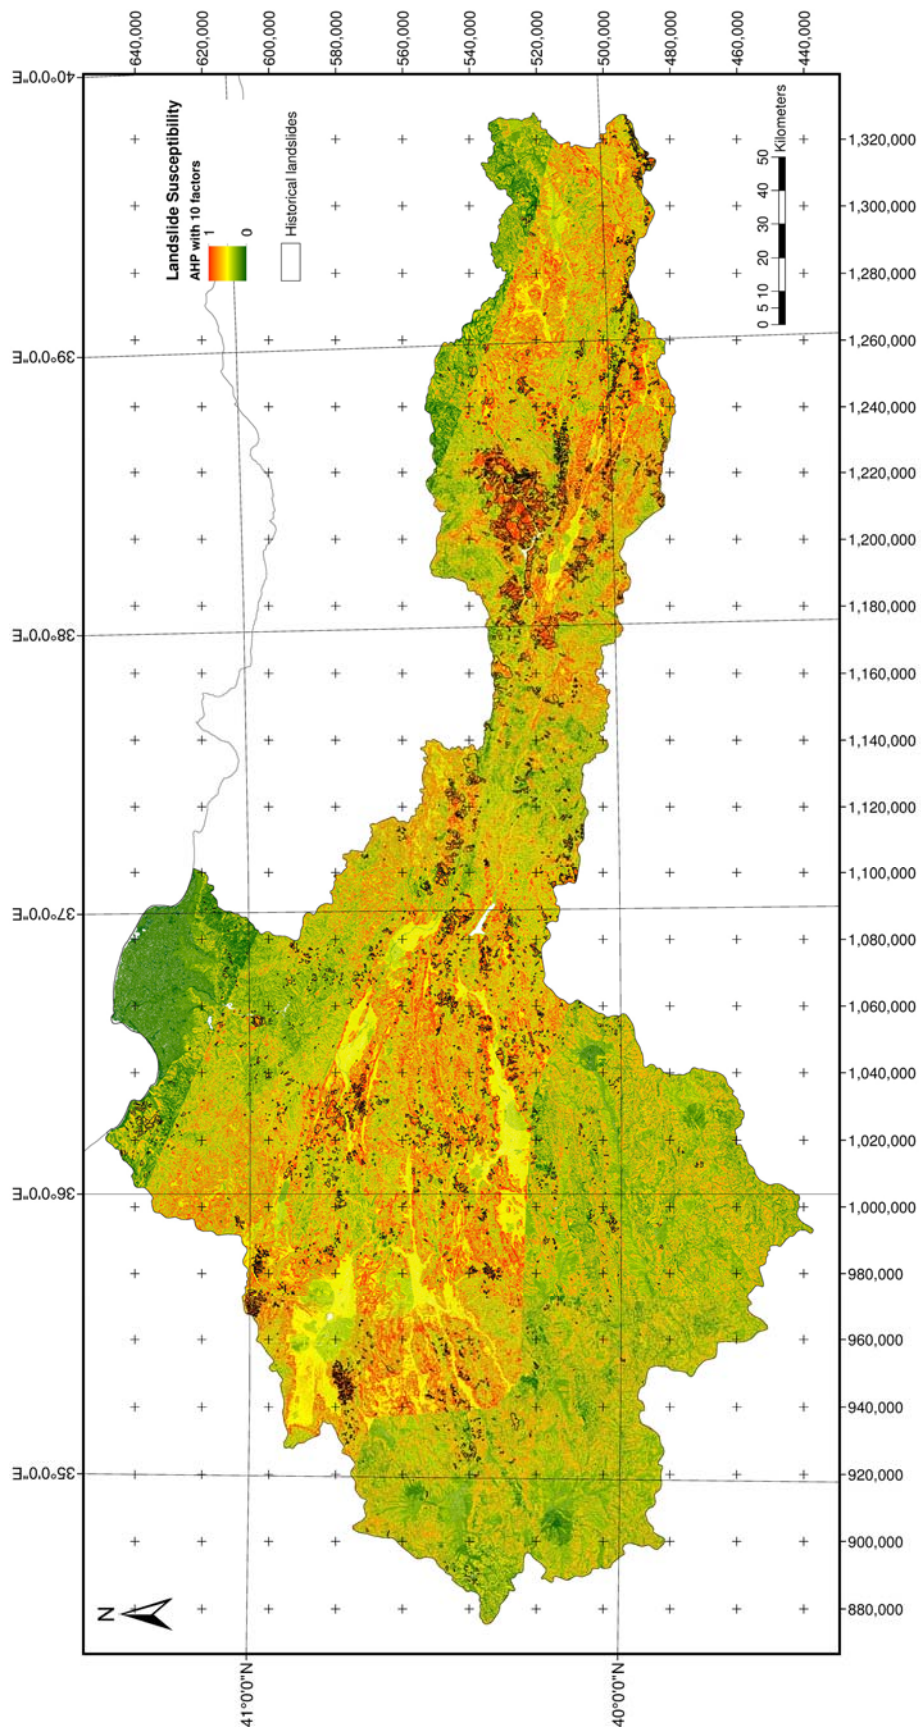 640,000
620,000
600,000
580,000
560,000
540,000
520,000
500,000
480,000
460,000
440,000
40°0'0"E
39°0'0"E
38°0'0"E
37°0'0"E
36°0'0"E
35°0'0"E
Landslide Susceptibility
AHP with 10 factors
1
0
Historical landslides
0 5 10 20 30 40 50
Kilometers
1,320,000
1,300,000
1,280,000
1,260,000
1,240,000
1,220,000
1,200,000
1,180,000
1,160,000
1,140,000
1,120,000
1,100,000
1,080,000
1,060,000
1,040,000
1,020,000
1,000,000
980,000
960,000
940,000
920,000
900,000
880,000
N
41°0'0"N
40°0'0"N